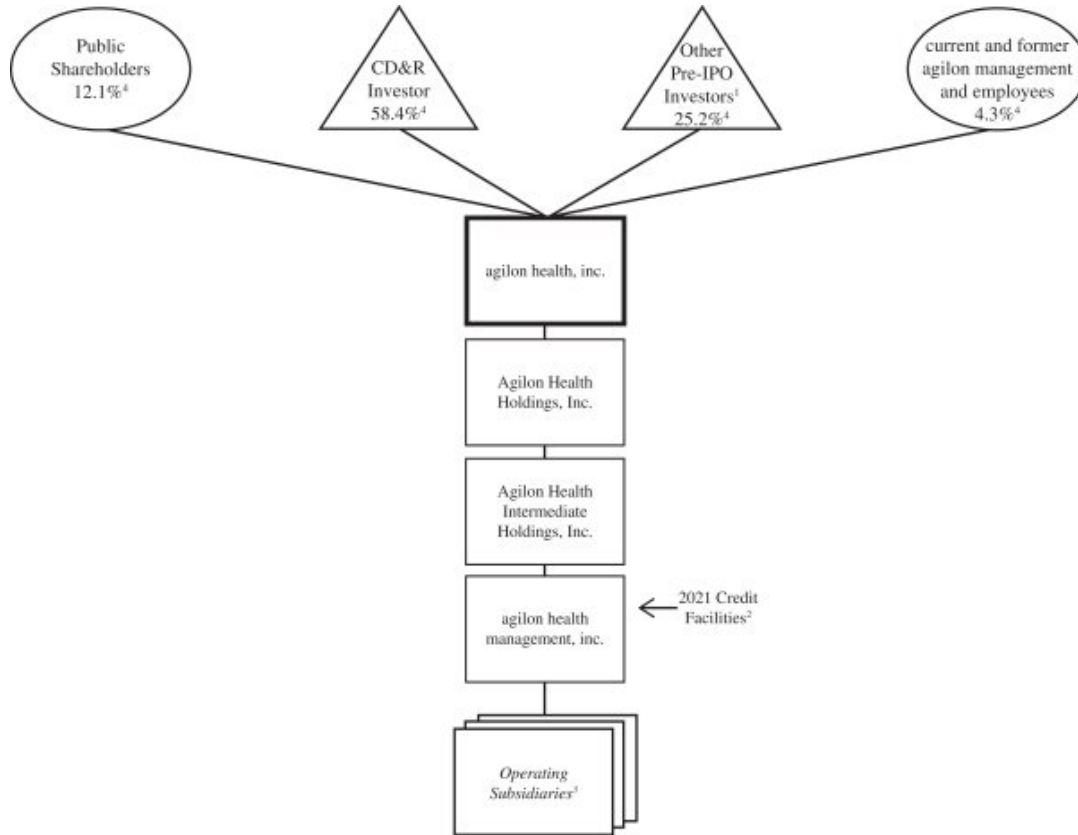 Public
Shareholders
12.1%⁴
CD&R
Investor
58.4%⁴
Other
Pre-IPO
Investors¹
25.2%⁴
current and former
agilon management
and employees
4.3%⁴
agilon health, inc.
Agilon Health
Holdings, Inc.
Agilon Health
Intermediate
Holdings, Inc.
agilon health
management, inc.
2021 Credit
Facilities²
Operating
Subsidiaries³